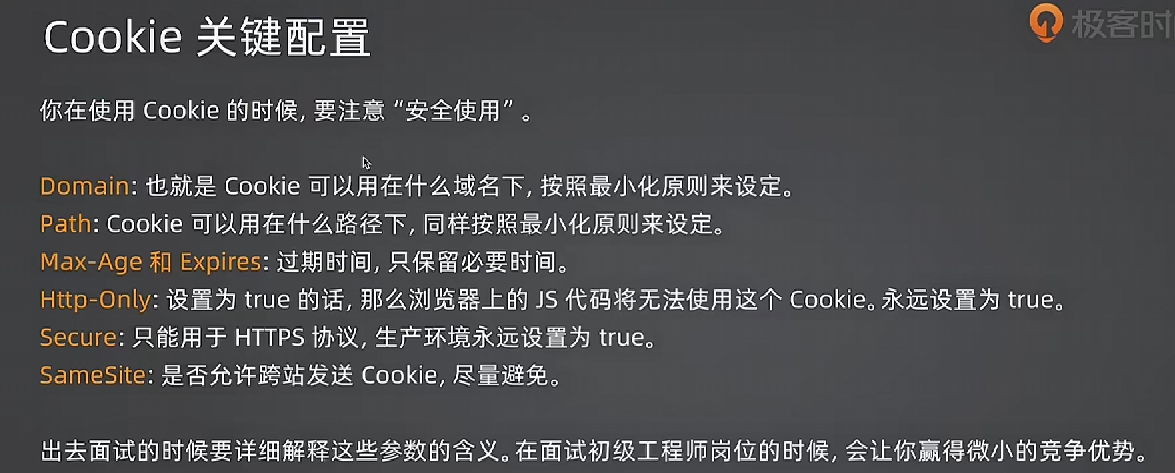 Cookie 关键配置
极客时
你在使用 Cookie 的时候, 要注意“安全使用”。
Domain: 也就是 Cookie 可以用在什么域名下, 按照最小化原则来设定。
Path: Cookie 可以用在什么路径下, 同样按照最小化原则来设定。
Max-Age 和 Expires: 过期时间, 只保留必要时间。
Http-Only: 设置为 true 的话, 那么浏览器上的 JS 代码将无法使用这个 Cookie。永远设置为 true。
Secure: 只能用于 HTTPS 协议, 生产环境永远设置为 true。
SameSite: 是否允许跨站发送 Cookie, 尽量避免。
出去面试的时候要详细解释这些参数的含义。在面试初级工程师岗位的时候, 会让你赢得微小的竞争优势。